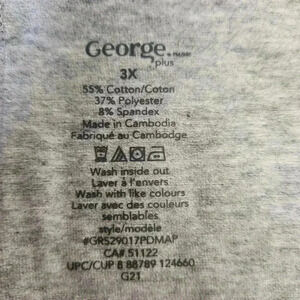 George
plus
3X
55% Cotton/Coton
37% Polyester
8% Spandex
Made in Cambodia
Fabriqué au Cambodge
Wash inside out
Laver à l'envers
Wash with like colours
Laver avec des couleurs
semblables
style/modèle
#GRS29017PDMAP
CA# 51122
UPC/CUP 8 88789 124660
G21